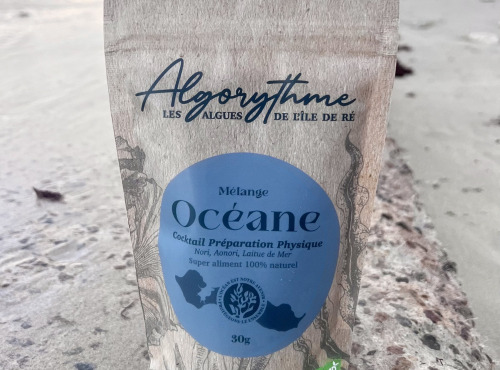 Algorythme
LES ALGUES DE L'ÎLE DE RÉ
Mélange
Océane
Cocktail Préparation Physique
Nori, Aonori, Laitue de Mer
Super aliment 100% naturel
30g